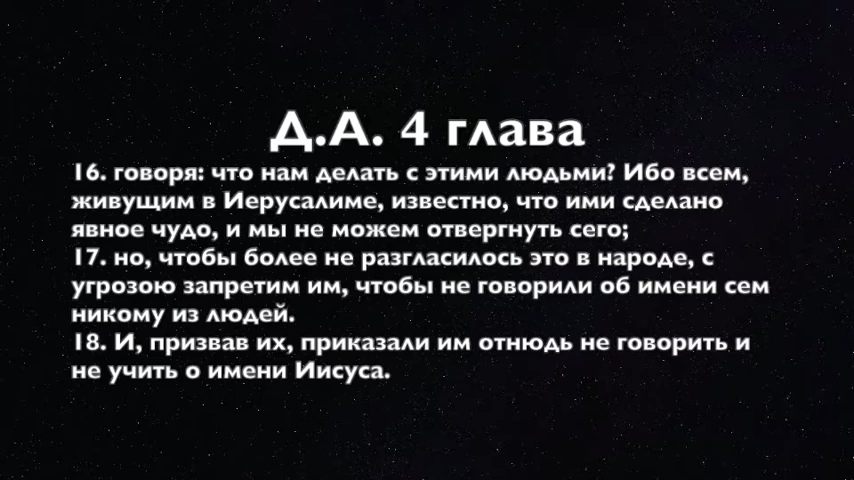 Д.А. 4 глава
16. говоря: что нам делать с этими людьми? Ибо всем,
живущим в Иерусалиме, известно, что ими сделано
явное чудо, и мы не можем отвергнуть сего;
17. но, чтобы более не разгласилось это в народе, с
угрозою запретим им, чтобы не говорили об имени сем
никому из людей.
18. И, призвав их, приказали им отнюдь не говорить и
не учить о имени Иисуса.